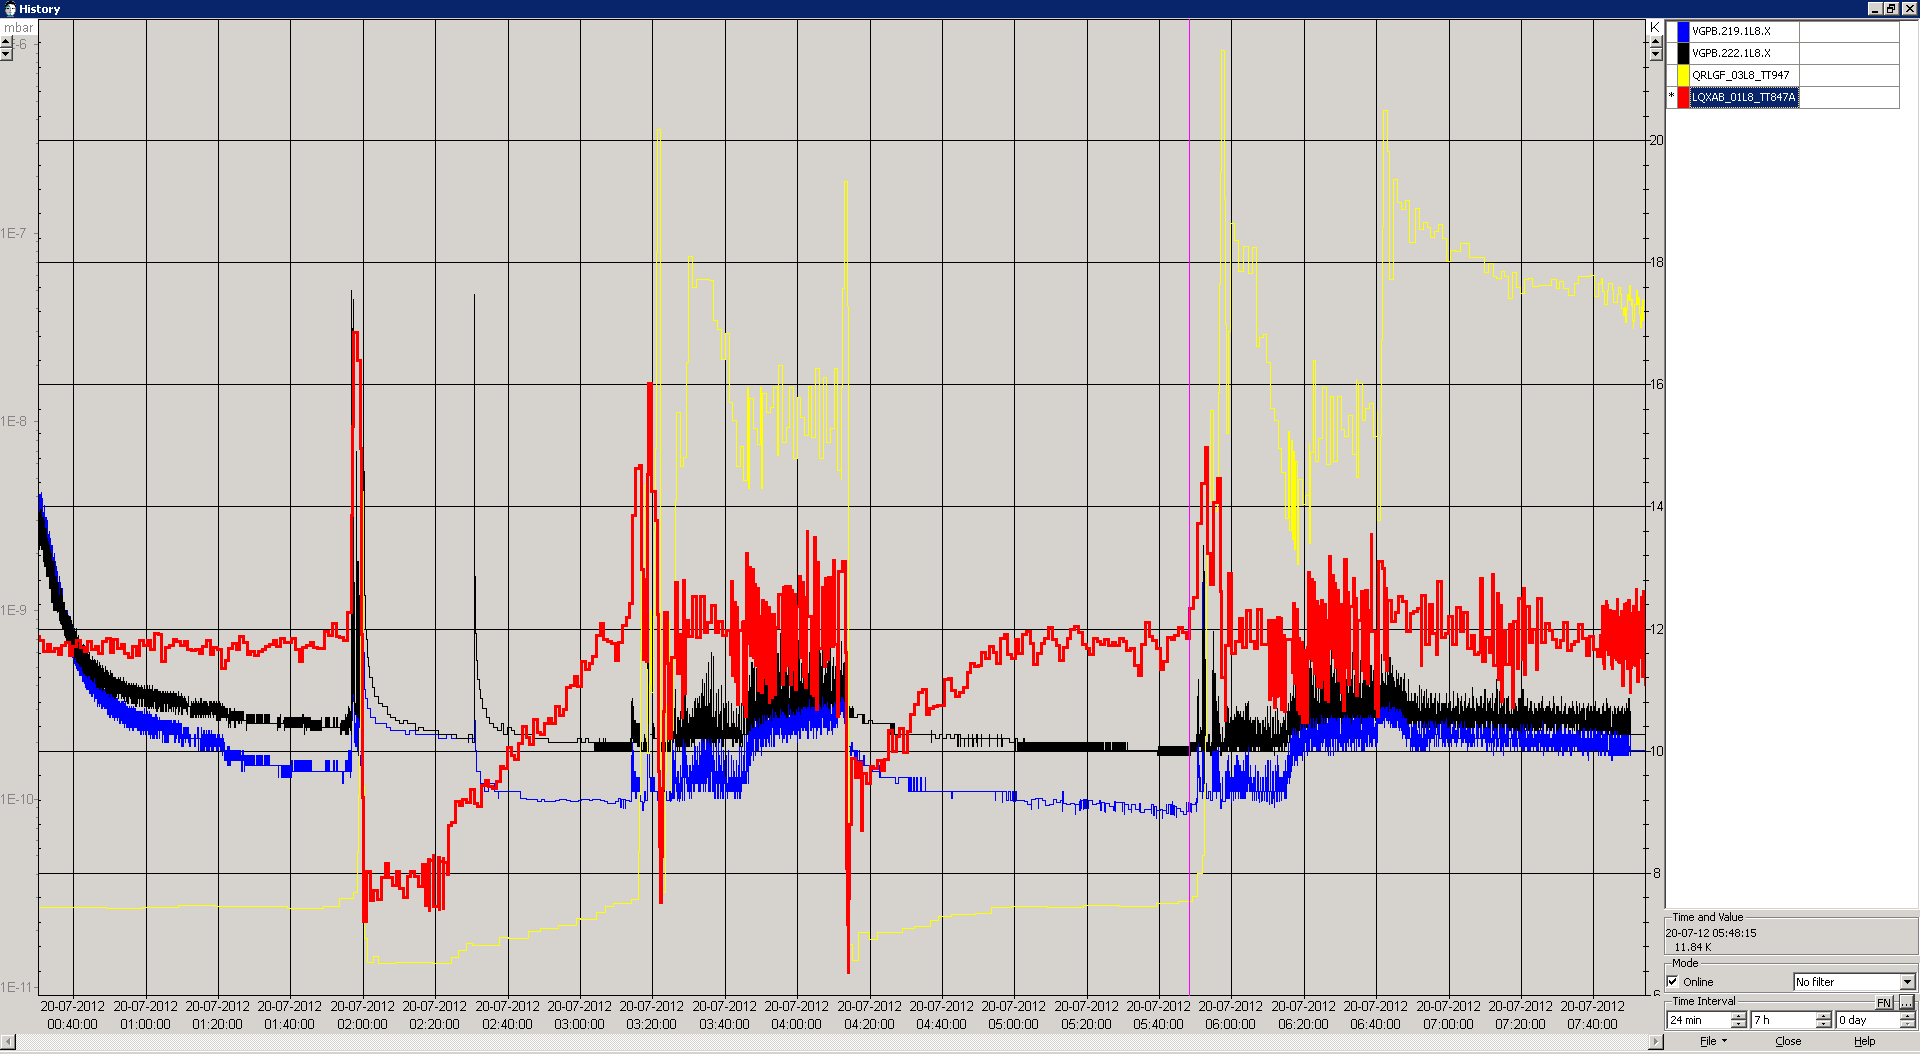 History
mbar
E-6
1E-7
1E-8
1E-9
1E-10
1E-11
K
20
18
16
14
12
10
8
6
20-07-2012 20-07-2012 20-07-2012 20-07-2012 20-07-2012 20-07-2012 20-07-2012 20-07-2012 20-07-2012 20-07-2012 20-07-2012 20-07-2012 20-07-2012 20-07-2012 20-07-2012 20-07-2012 20-07-2012 20-07-2012 20-07-2012 20-07-2012 20-07-2012 20-07-2012
00:40:00 01:00:00 01:20:00 01:40:00 02:00:00 02:20:00 02:40:00 03:00:00 03:20:00 03:40:00 04:00:00 04:20:00 04:40:00 05:00:00 05:20:00 05:40:00 06:00:00 06:20:00 06:40:00 07:00:00 07:20:00 07:40:00
VGPB.219.1L8.X
VGPB.222.1L8.X
QRLGF_03L8_TT947
* LQXAB_01L8_TT847A
Time and Value
20-07-12 05:48:15
11.84 K
Mode
Online No filter
Time Interval FN ...
24 min 7 h 0 day
File Close Help